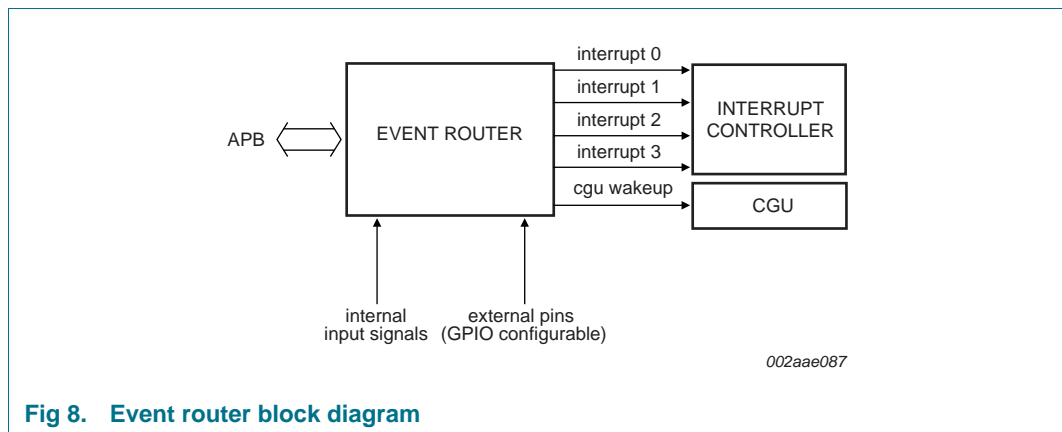 interrupt 0
interrupt 1
interrupt 2
interrupt 3
cgu wakeup
APB
EVENT ROUTER
INTERRUPT
CONTROLLER
CGU
internal
input signals
external pins
(GPIO configurable)
002aae087
Fig 8. Event router block diagram